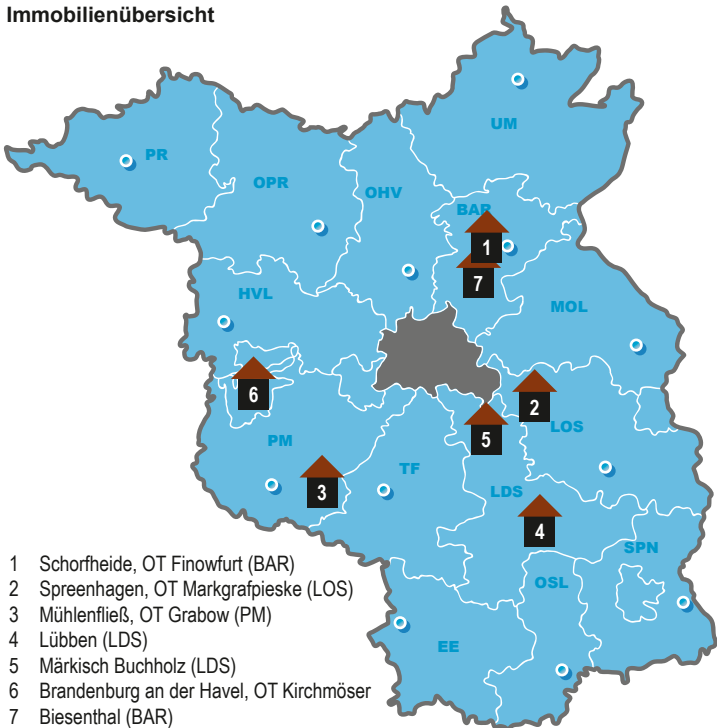 Immobilienübersicht
UM
PR
OPR
OHV
BAR
1
7
HVL
MOL
6
2
LOS
5
PM
TF
3
LDS
4
SPN
OSL
EE
1 Schorfheide, OT Finowfurt (BAR)
2 Spreenhagen, OT Markgrafpieske (LOS)
3 Mühlenfließ, OT Grabow (PM)
4 Lübben (LDS)
5 Märkisch Buchholz (LDS)
6 Brandenburg an der Havel, OT Kirchmöser
7 Biesenthal (BAR)